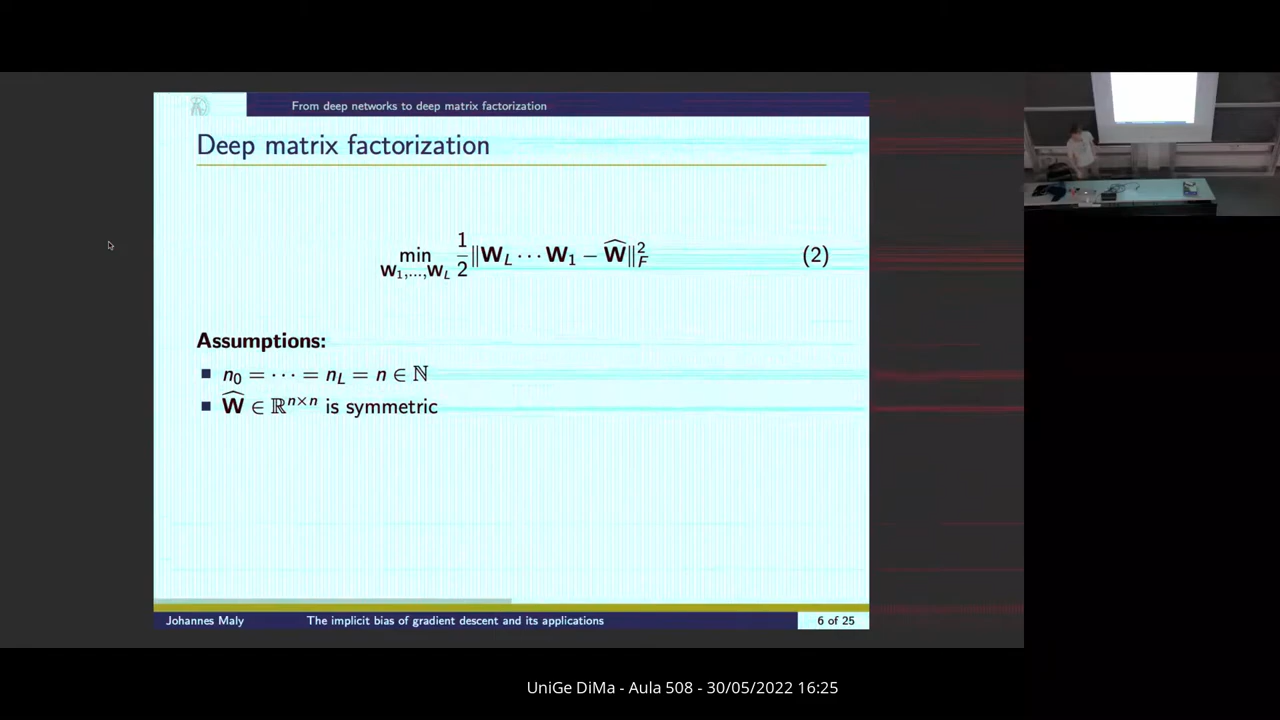 From deep networks to deep matrix factorization
Deep matrix factorization
min_{W_1,...,W_L} 1/2 ‖W_L ··· W_1 − Ŵ‖_F^2 (2)
Assumptions:
n_0 = ··· = n_L = n ∈ ℕ
Ŵ ∈ ℝ^{n×n} is symmetric
Johannes Maly The implicit bias of gradient descent and its applications 6 of 25
UniGe DiMa - Aula 508 - 30/05/2022 16:25